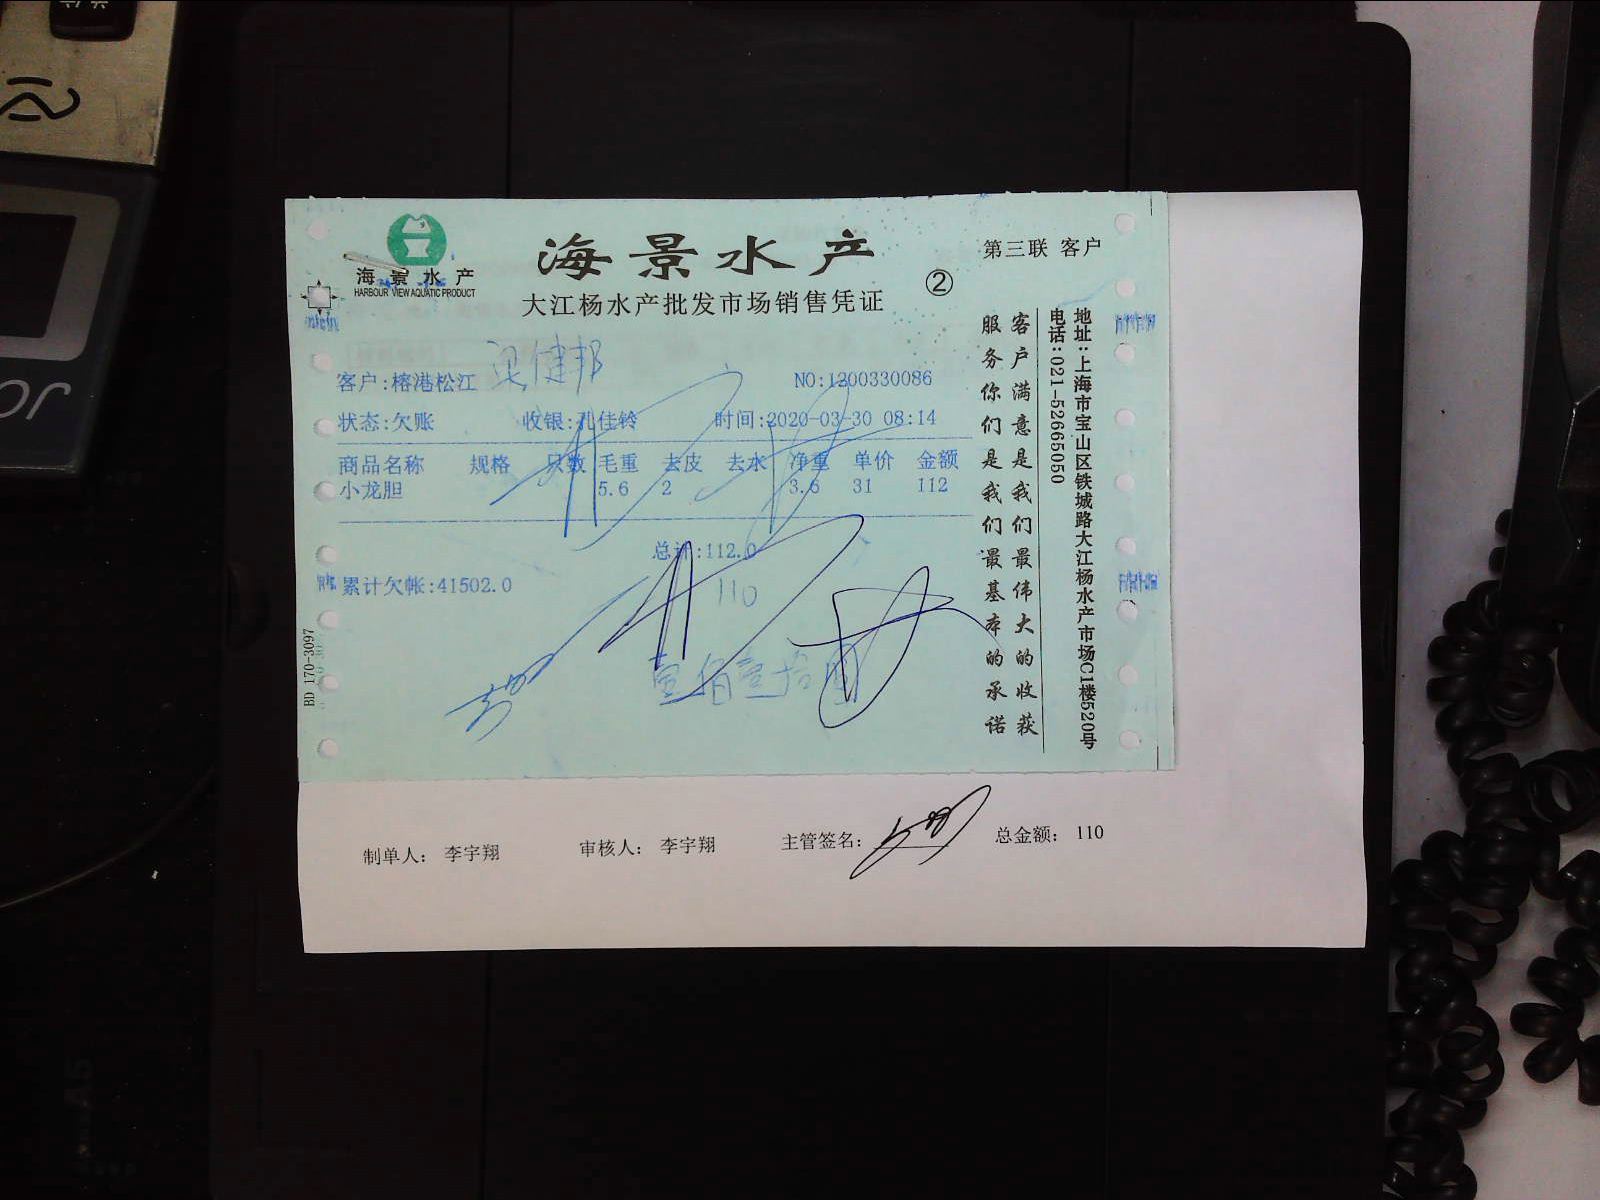 海景水产
HARBOUR VIEW AQUATIC PRODUCT
海景水产
大江杨水产批发市场销售凭证
②
第三联 客户
客户:榕港松江 梁健邦
NO:1200330086
状态:欠账 收银:孔佳铃 时间:2020-03-30 08:14
商品名称 规格 只数 毛重 去皮 去水 净重 单价 金额
小龙胆 5.6 2 3.6 31 112
总计:112.0
累计欠帐:41502.0
110
壹佰壹拾圆
客户满意是我们最伟大的收获
服务你们是我们最基本的承诺
地址:上海市宝山区铁城路大江杨水产市场C1楼520号
电话:021-52665050
BD 170-3097
制单人: 李宇翔 审核人: 李宇翔 主管签名: 总金额: 110